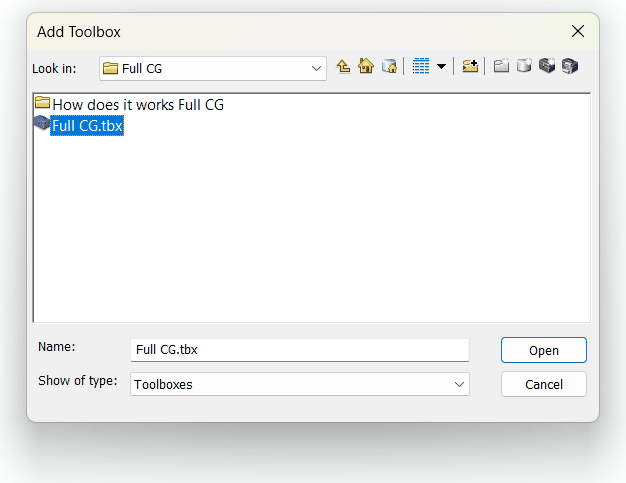 Add Toolbox
Look in: Full CG
How does it works Full CG
Full CG.tbx
Name: Full CG.tbx Open
Show of type: Toolboxes Cancel